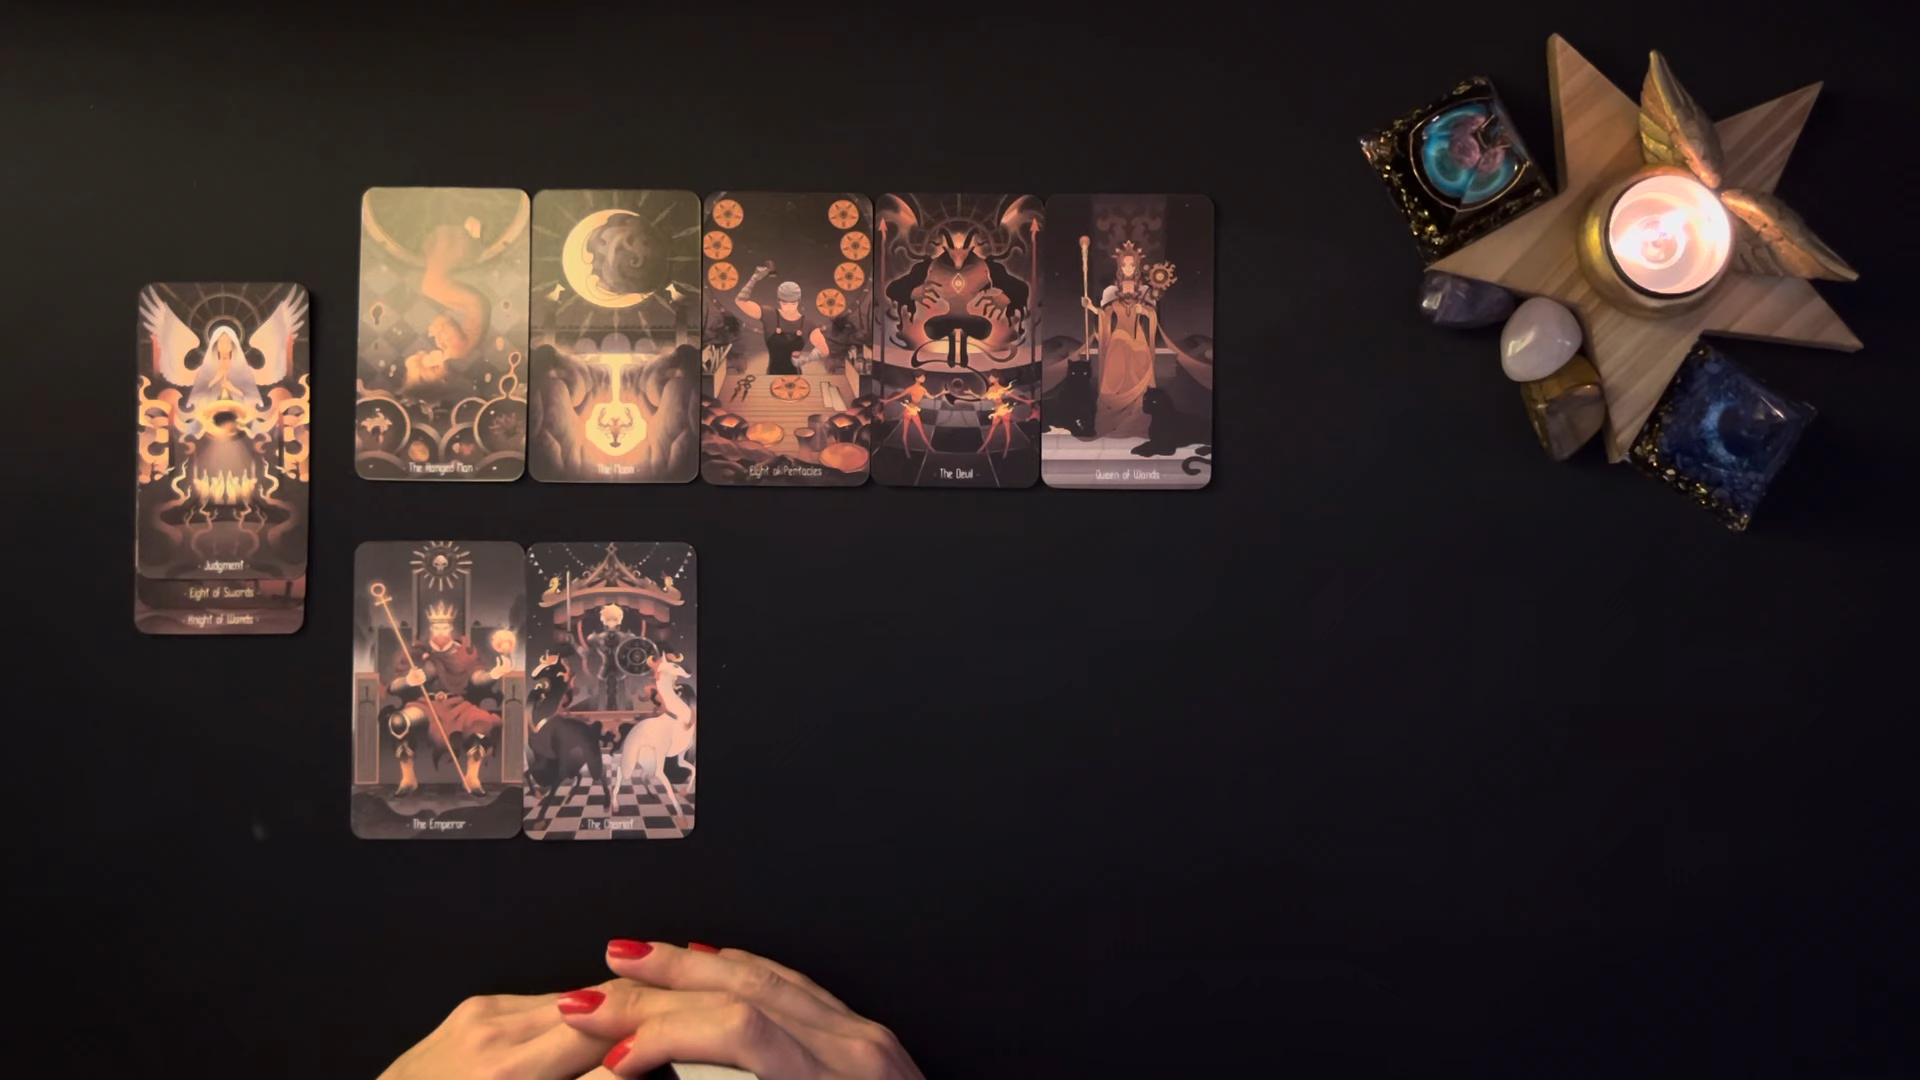 - Judgment -
- Eight of Swords -
- Knight of Wands -
- The Hanged Man -
- The Moon -
Eight of Pentacles
- The Devil -
Queen of Wands
- The Emperor -
- The Chariot -